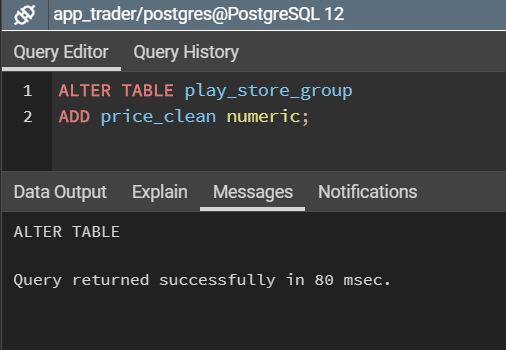 app_trader/postgres@PostgreSQL 12
Query Editor Query History
1 ALTER TABLE play_store_group
2 ADD price_clean numeric;
Data Output Explain Messages Notifications
ALTER TABLE
Query returned successfully in 80 msec.